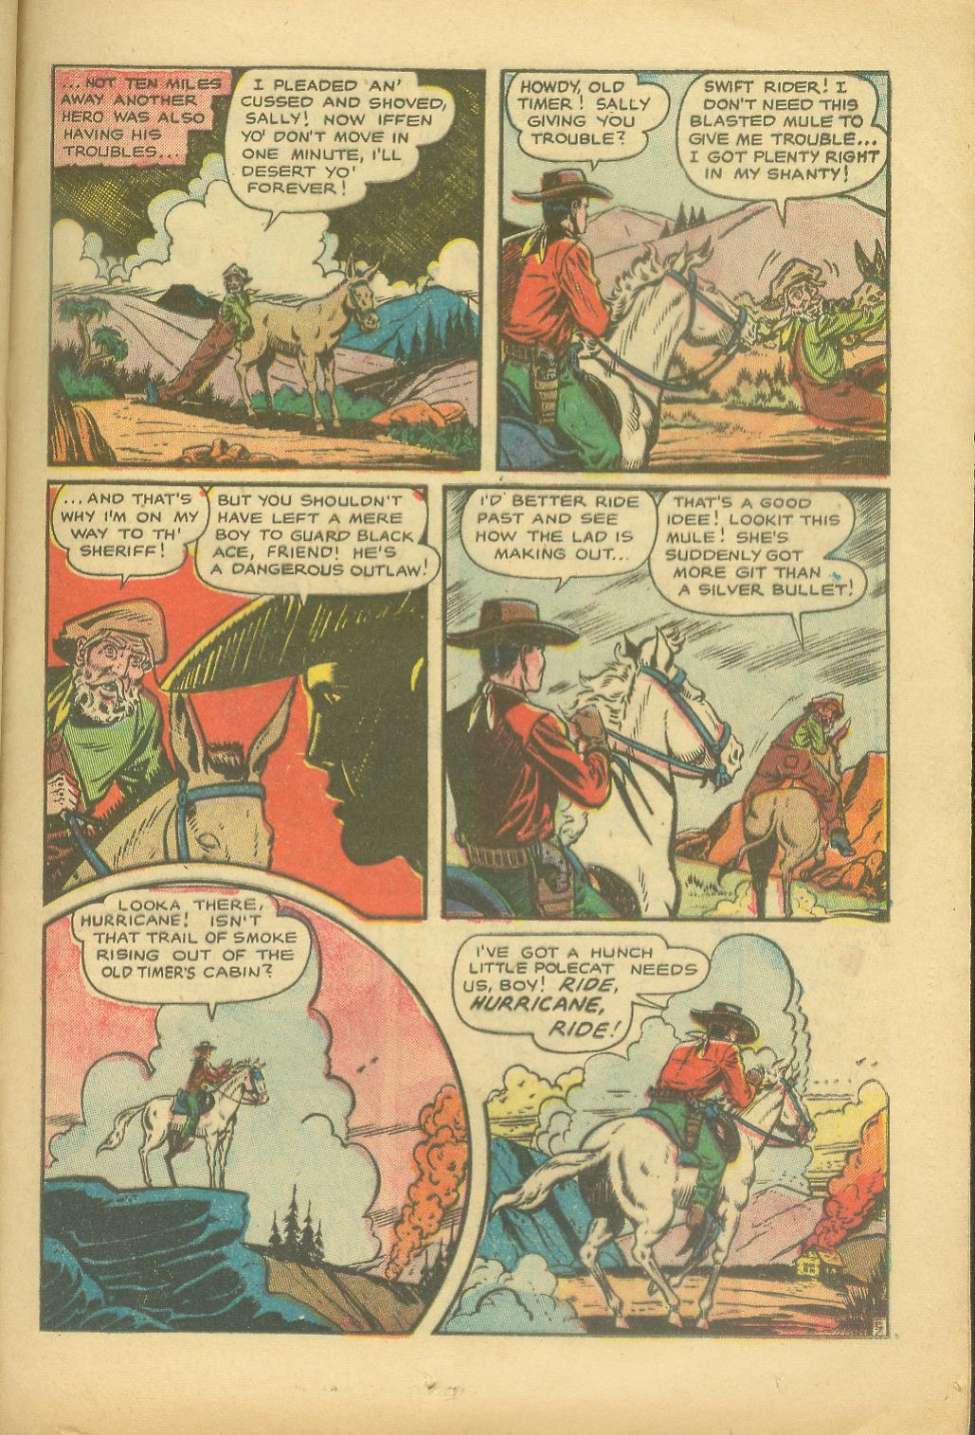 ...NOT TEN MILES
AWAY ANOTHER
HERO WAS ALSO
HAVING HIS
TROUBLES...
I PLEADED AN'
CUSSED AND SHOVED,
SALLY! NOW IFFEN
YO' DON'T MOVE IN
ONE MINUTE, I'LL
DESERT YO'
FOREVER!
HOWDY, OLD
TIMER! SALLY
GIVING YOU
TROUBLE?
SWIFT RIDER! I
DON'T NEED THIS
BLASTED MULE TO
GIVE ME TROUBLE...
I GOT PLENTY RIGHT
IN MY SHANTY!
...AND THAT'S
WHY I'M ON MY
WAY TO TH'
SHERIFF!
BUT YOU SHOULDN'T
HAVE LEFT A MERE
BOY TO GUARD BLACK
ACE, FRIEND! HE'S
A DANGEROUS OUTLAW!
I'D BETTER RIDE
PAST AND SEE
HOW THE LAD IS
MAKING OUT...
THAT'S A GOOD
IDEE! LOOKIT THIS
MULE! SHE'S
SUDDENLY GOT
MORE GIT THAN
A SILVER BULLET!
LOOKA THERE,
HURRICANE! ISN'T
THAT TRAIL OF SMOKE
RISING OUT OF THE
OLD TIMER'S CABIN?
I'VE GOT A HUNCH
LITTLE POLECAT NEEDS
US, BOY! RIDE,
HURRICANE,
RIDE!